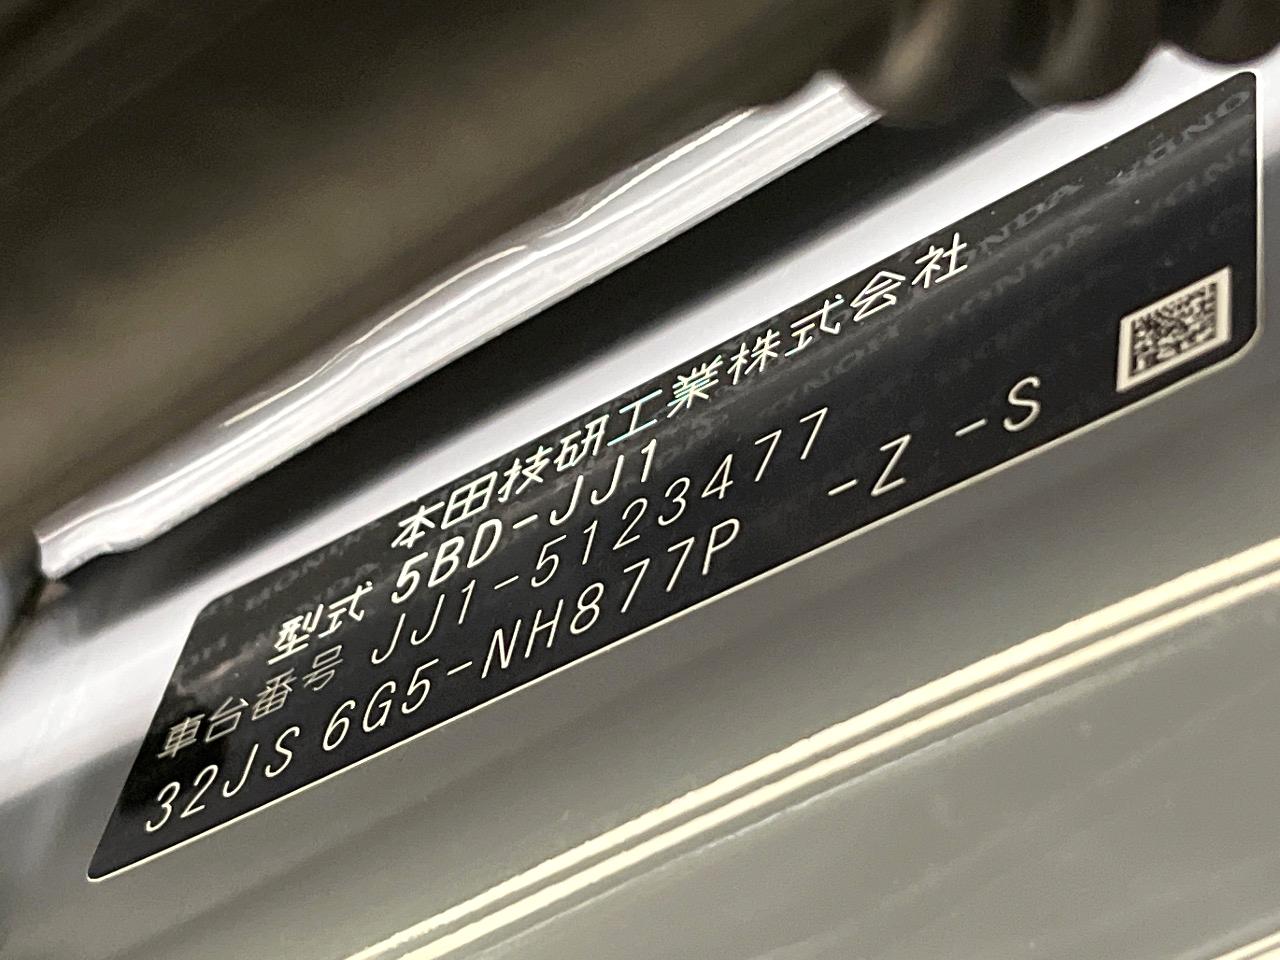 本田技研工業株式会社
型式 5BD-JJ1
車台番号 JJ1-5123477
32JS 6G5-NH877P -Z -S